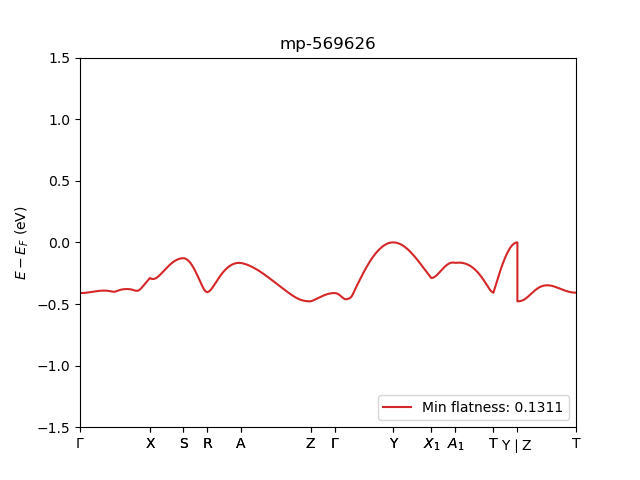 mp-569626
E − E_F (eV)
1.5
1.0
0.5
0.0
−0.5
−1.0
−1.5
Min flatness: 0.1311
Γ X S R A Z Γ Y X₁ A₁ T Y | Z T